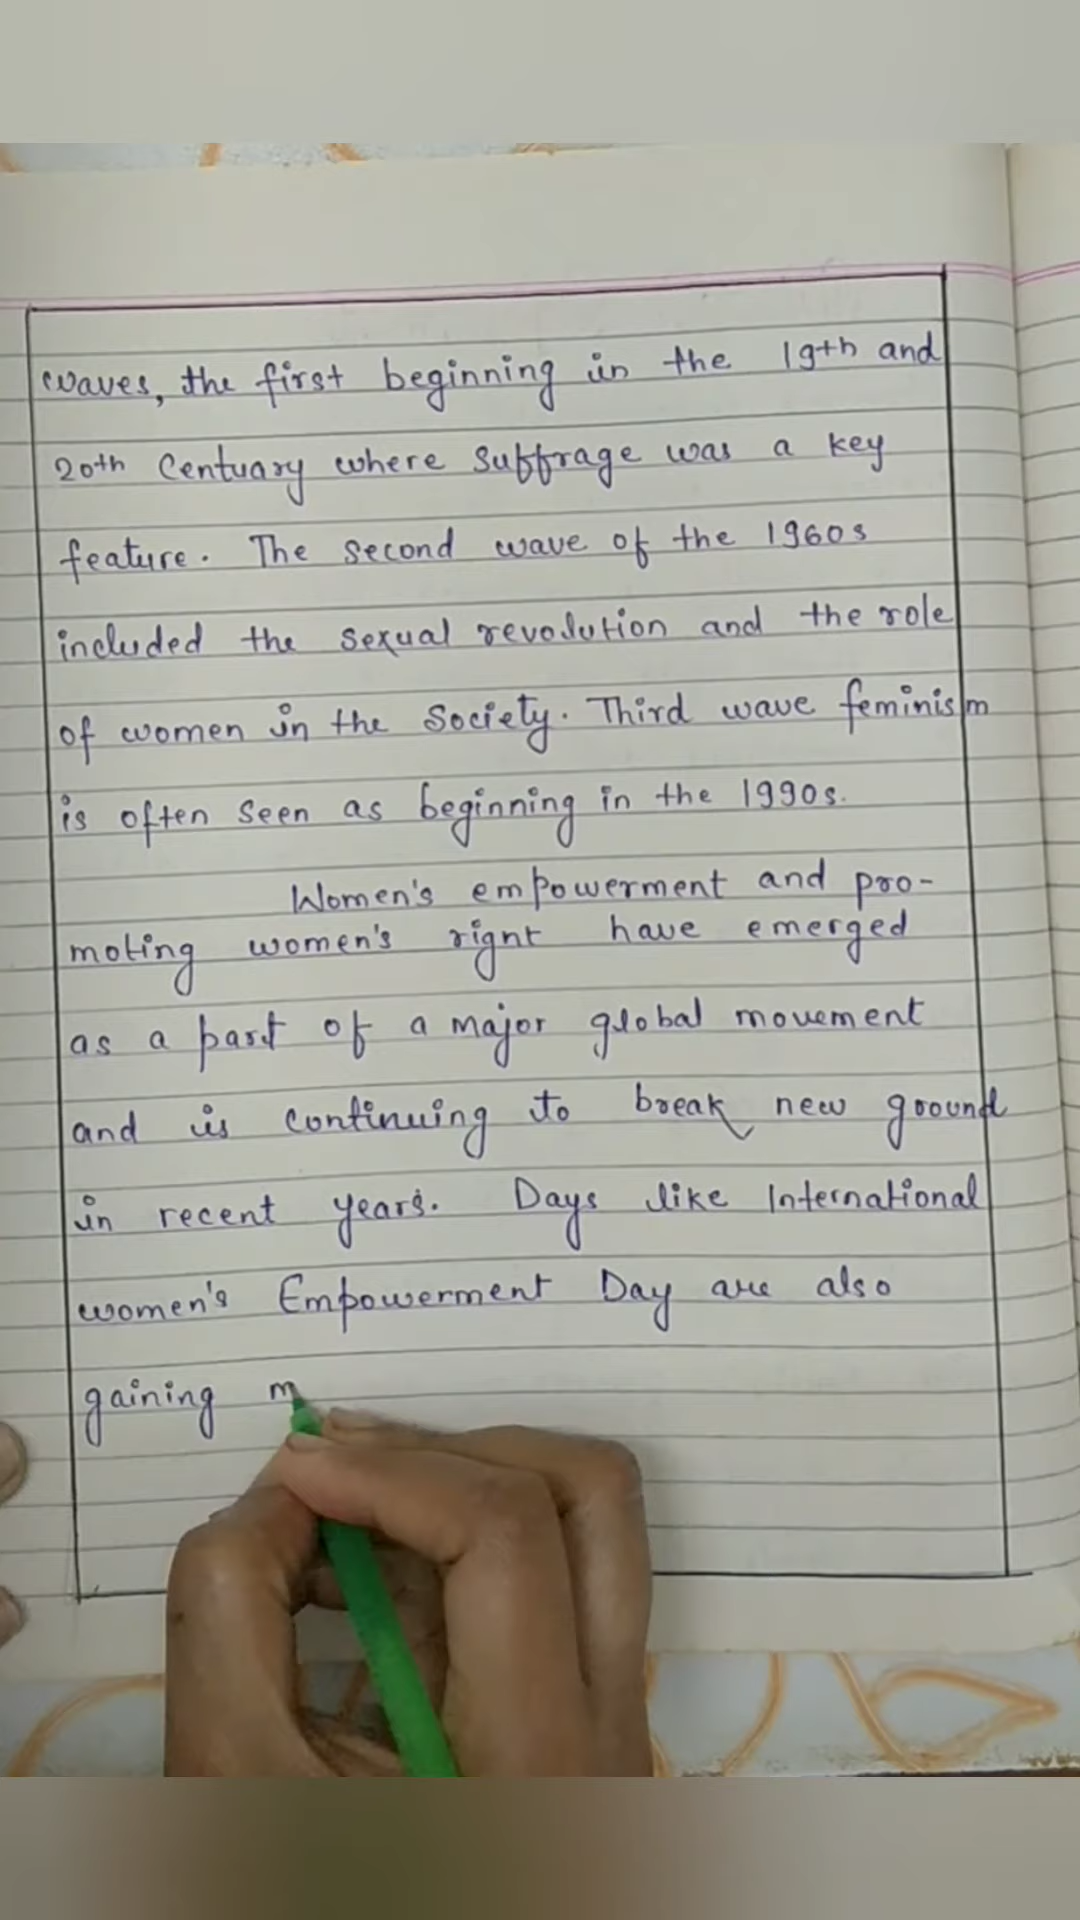 waves, the first beginning in the 19th and
20th Centuary where suffrage was a key
feature. The second wave of the 1960s
included the sexual revolution and the role
of women in the society. Third wave feminism
is often seen as beginning in the 1990s.
Women's empowerment and pro-
moting women's right have emerged
as a part of a major global movement
and is continuing to break new ground
in recent years. Days like International
women's Empowerment Day are also
gaining m